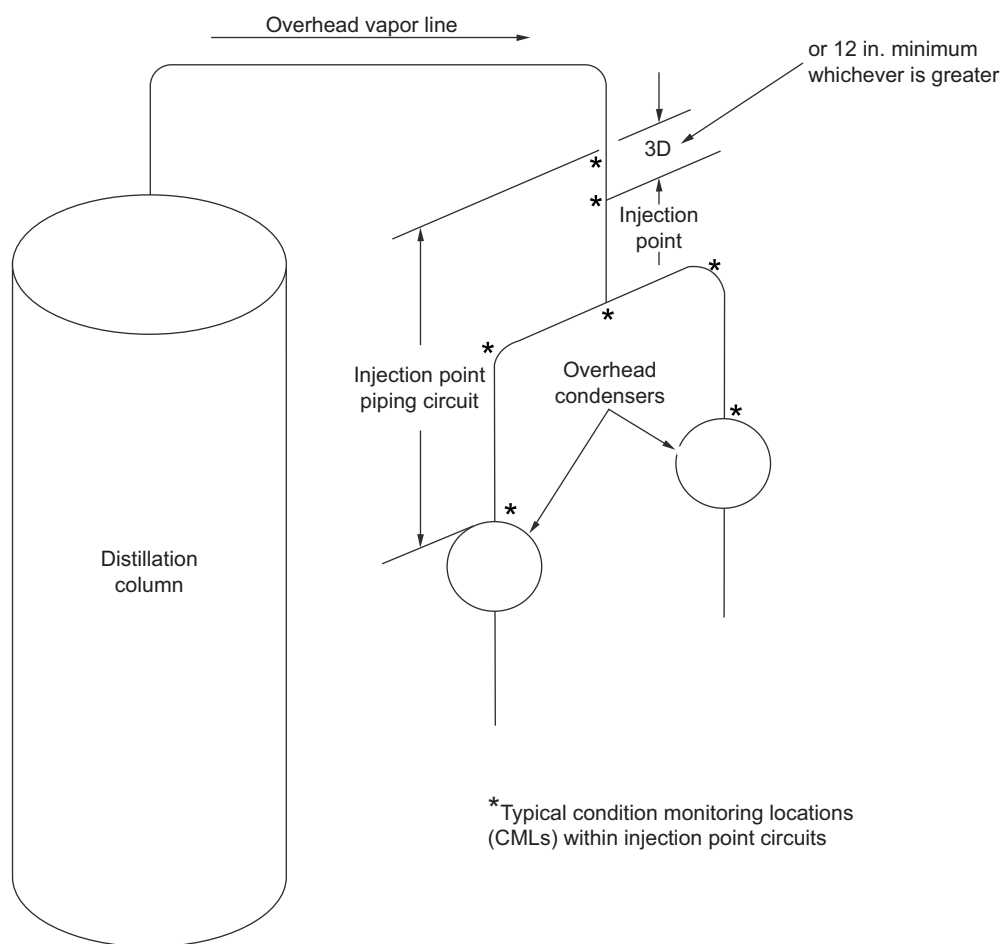 Overhead vapor line
or 12 in. minimum
whichever is greater
*
3D
*
Injection
point
*
*
*
Injection point
piping circuit
Overhead
condensers
*
*
Distillation
column
*Typical condition monitoring locations
(CMLs) within injection point circuits